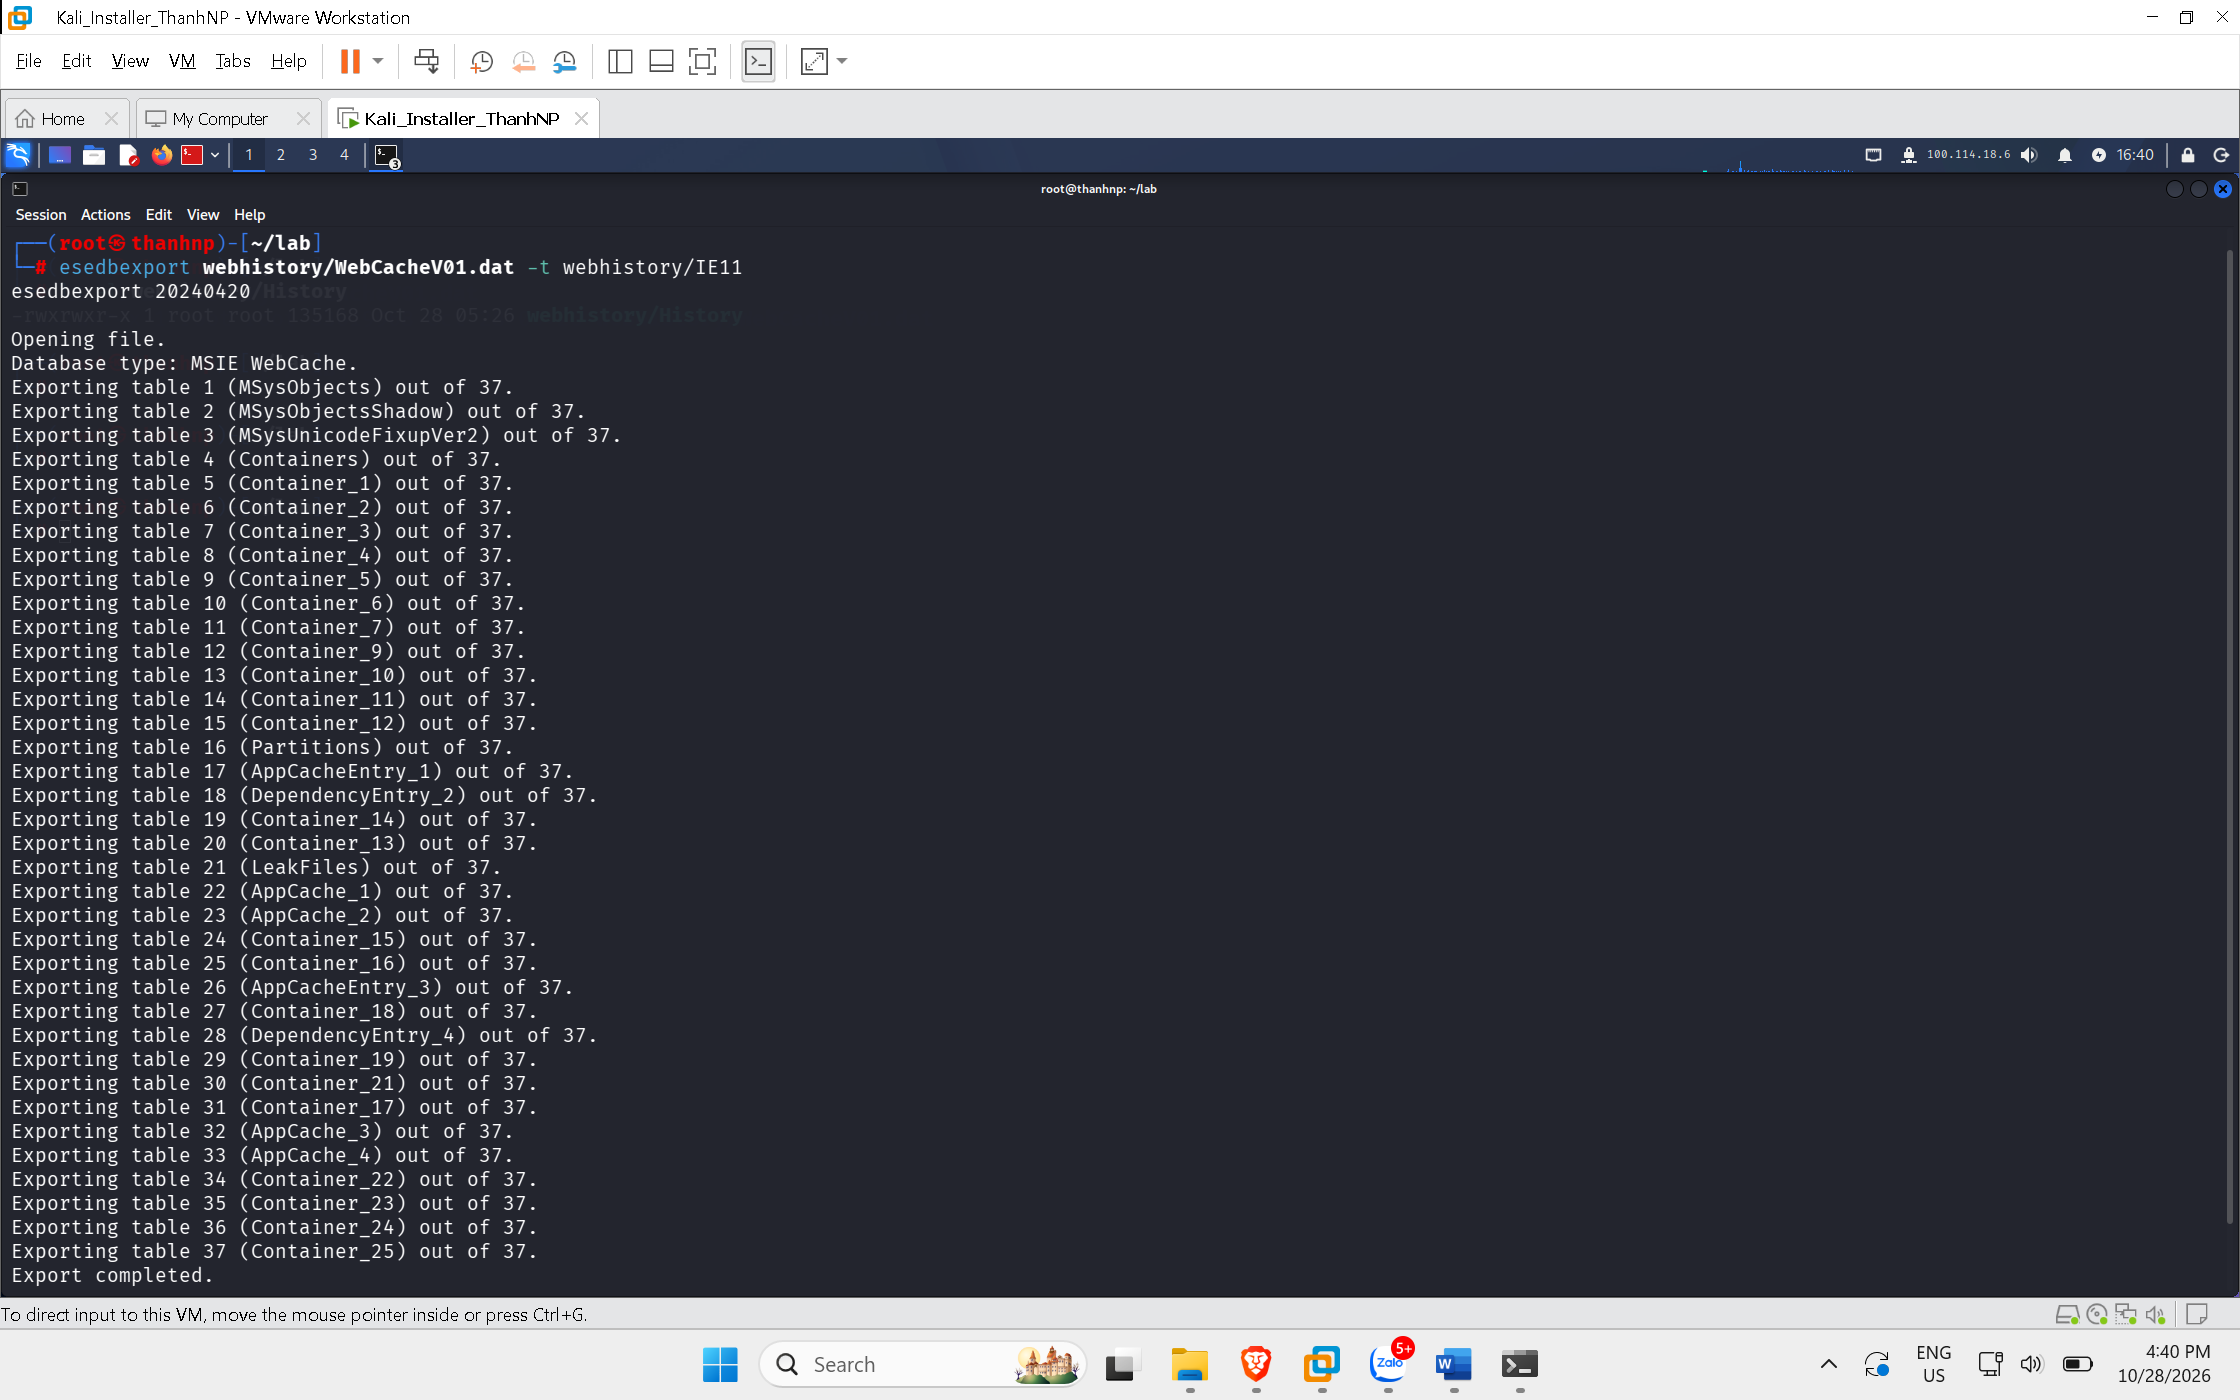 Kali_Installer_ThanhNP - VMware Workstation
File Edit View VM Tabs Help
Home My Computer Kali_Installer_ThanhNP
1 2 3 4 3 100.114.18.6 16:40
root@thanhnp: ~/lab
Session Actions Edit View Help
┌──(root㉿thanhnp)-[~/lab]
└─# esedbexport webhistory/WebCacheV01.dat -t webhistory/IE11
esedbexport 20240420/History
-rwxrwxr-x 1 root root 135168 Oct 28 05:26 webhistory/History
Opening file.
Database type: MSIE WebCache.
Exporting table 1 (MSysObjects) out of 37.
Exporting table 2 (MSysObjectsShadow) out of 37.
Exporting table 3 (MSysUnicodeFixupVer2) out of 37.
Exporting table 4 (Containers) out of 37.
Exporting table 5 (Container_1) out of 37.
Exporting table 6 (Container_2) out of 37.
Exporting table 7 (Container_3) out of 37.
Exporting table 8 (Container_4) out of 37.
Exporting table 9 (Container_5) out of 37.
Exporting table 10 (Container_6) out of 37.
Exporting table 11 (Container_7) out of 37.
Exporting table 12 (Container_9) out of 37.
Exporting table 13 (Container_10) out of 37.
Exporting table 14 (Container_11) out of 37.
Exporting table 15 (Container_12) out of 37.
Exporting table 16 (Partitions) out of 37.
Exporting table 17 (AppCacheEntry_1) out of 37.
Exporting table 18 (DependencyEntry_2) out of 37.
Exporting table 19 (Container_14) out of 37.
Exporting table 20 (Container_13) out of 37.
Exporting table 21 (LeakFiles) out of 37.
Exporting table 22 (AppCache_1) out of 37.
Exporting table 23 (AppCache_2) out of 37.
Exporting table 24 (Container_15) out of 37.
Exporting table 25 (Container_16) out of 37.
Exporting table 26 (AppCacheEntry_3) out of 37.
Exporting table 27 (Container_18) out of 37.
Exporting table 28 (DependencyEntry_4) out of 37.
Exporting table 29 (Container_19) out of 37.
Exporting table 30 (Container_21) out of 37.
Exporting table 31 (Container_17) out of 37.
Exporting table 32 (AppCache_3) out of 37.
Exporting table 33 (AppCache_4) out of 37.
Exporting table 34 (Container_22) out of 37.
Exporting table 35 (Container_23) out of 37.
Exporting table 36 (Container_24) out of 37.
Exporting table 37 (Container_25) out of 37.
Export completed.
To direct input to this VM, move the mouse pointer inside or press Ctrl+G.
Search Zalo 5+ W ENG US 4:40 PM
10/28/2026